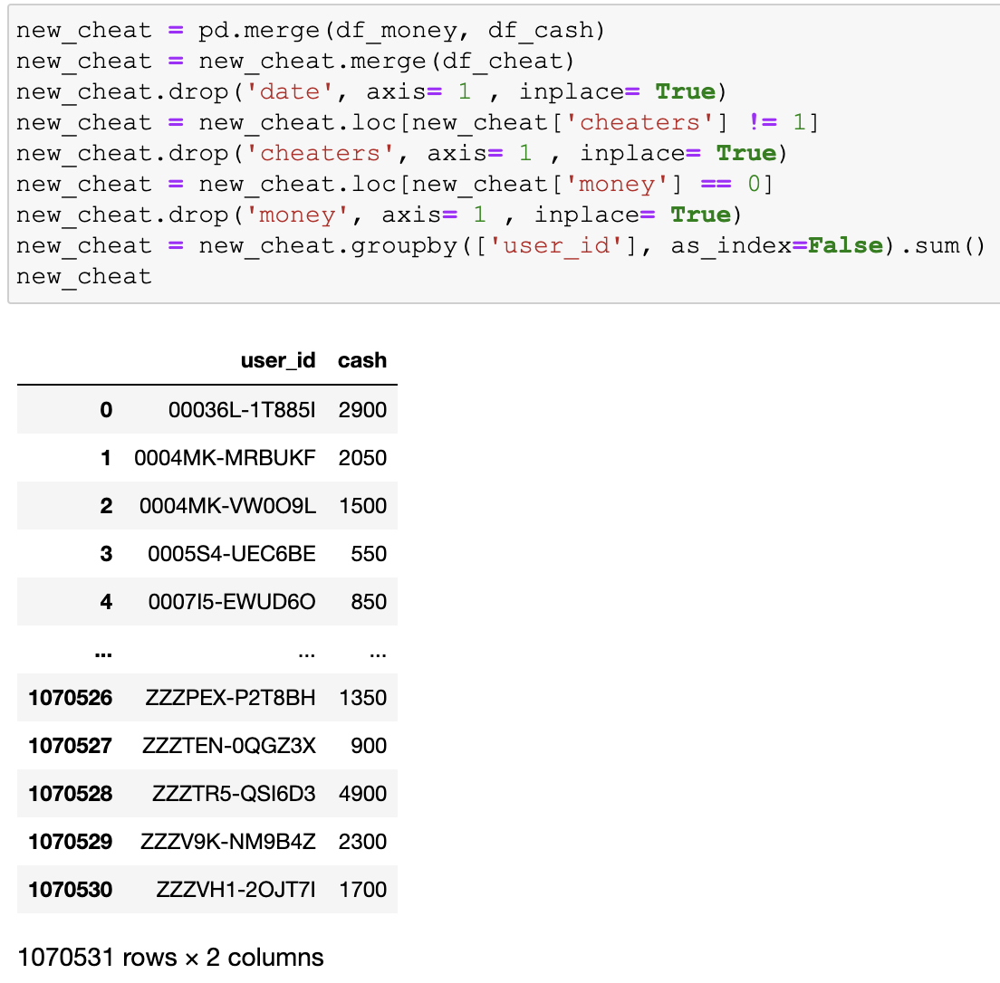 new_cheat = pd.merge(df_money, df_cash)
new_cheat = new_cheat.merge(df_cheat)
new_cheat.drop('date', axis= 1 , inplace= True)
new_cheat = new_cheat.loc[new_cheat['cheaters'] != 1]
new_cheat.drop('cheaters', axis= 1 , inplace= True)
new_cheat = new_cheat.loc[new_cheat['money'] == 0]
new_cheat.drop('money', axis= 1 , inplace= True)
new_cheat = new_cheat.groupby(['user_id'], as_index=False).sum()
new_cheat
user_id cash
0 00036L-1T885I 2900
1 0004MK-MRBUKF 2050
2 0004MK-VW0O9L 1500
3 0005S4-UEC6BE 550
4 0007I5-EWUD6O 850
... ... ...
1070526 ZZZPEX-P2T8BH 1350
1070527 ZZZTEN-0QGZ3X 900
1070528 ZZZTR5-QSI6D3 4900
1070529 ZZZV9K-NM9B4Z 2300
1070530 ZZZVH1-2OJT7I 1700
1070531 rows × 2 columns